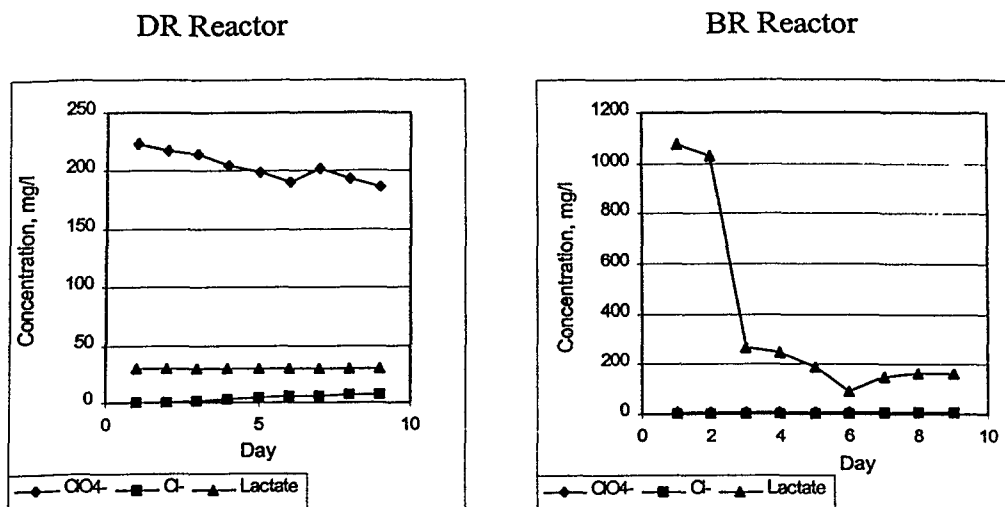 DR Reactor
BR Reactor
Concentration, mg/l
250
200
150
100
50
0
0
5
10
Day
ClO4-
Cl-
Lactate
Concentration, mg/l
1200
1000
800
600
400
200
0
0
2
4
6
8
10
Day
ClO4-
Cl-
Lactate